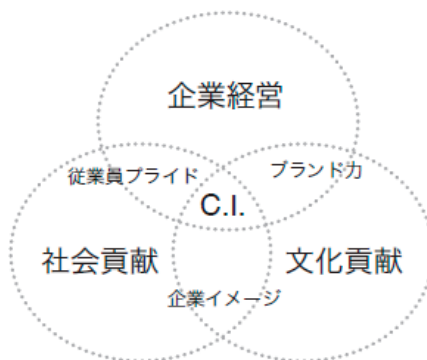 企業経営
従業員プライド
ブランド力
C.I.
社会貢献
文化貢献
企業イメージ